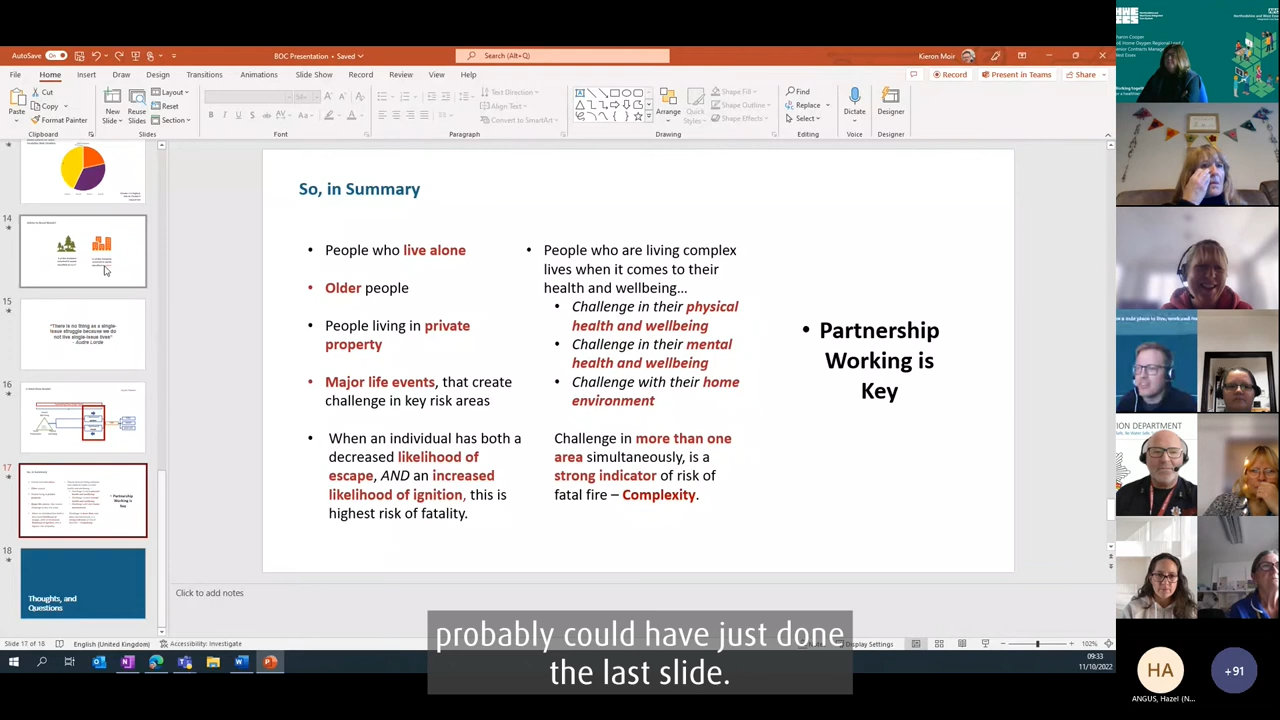 AutoSave On
BOC Presentation • Saved
Search (Alt+Q)
Kieron Moir
File Home Insert Draw Design Transitions Animations Slide Show Record Review View Help
Record Present in Teams Share
Paste
Cut
Copy
Format Painter
Clipboard
New Slide
Reuse Slides
Layout
Reset
Section
Slides
Font
Text Direction
Align Text
Convert to SmartArt
Paragraph
Arrange
Quick Styles
Shape Fill
Shape Outline
Shape Effects
Drawing
Find
Replace
Select
Editing
Dictate
Voice
Designer
Designer
14
15
"There is no thing as a single-
issue struggle because we do
not live single-issue lives"
- Audre Lorde
16
17
18
Thoughts, and
Questions
So, in Summary
• People who live alone
• Older people
• People living in private
property
• Major life events, that create
challenge in key risk areas
• When an individual has both a
decreased likelihood of
escape, AND an increased
likelihood of ignition, this is
highest risk of fatality.
• People who are living complex
lives when it comes to their
health and wellbeing...
• Challenge in their physical
health and wellbeing
• Challenge in their mental
health and wellbeing
• Challenge with their home
environment
Challenge in more than one
area simultaneously, is a
strong indicator of risk of
fatal fire – Complexity.
• Partnership
Working is
Key
Click to add notes
probably could have just done
the last slide.
Slide 17 of 18
English (United Kingdom)
Accessibility: Investigate
Display Settings
102%
09:33
11/10/2022
ION DEPARTMENT
HA
+91
ANGUS, Hazel (N...